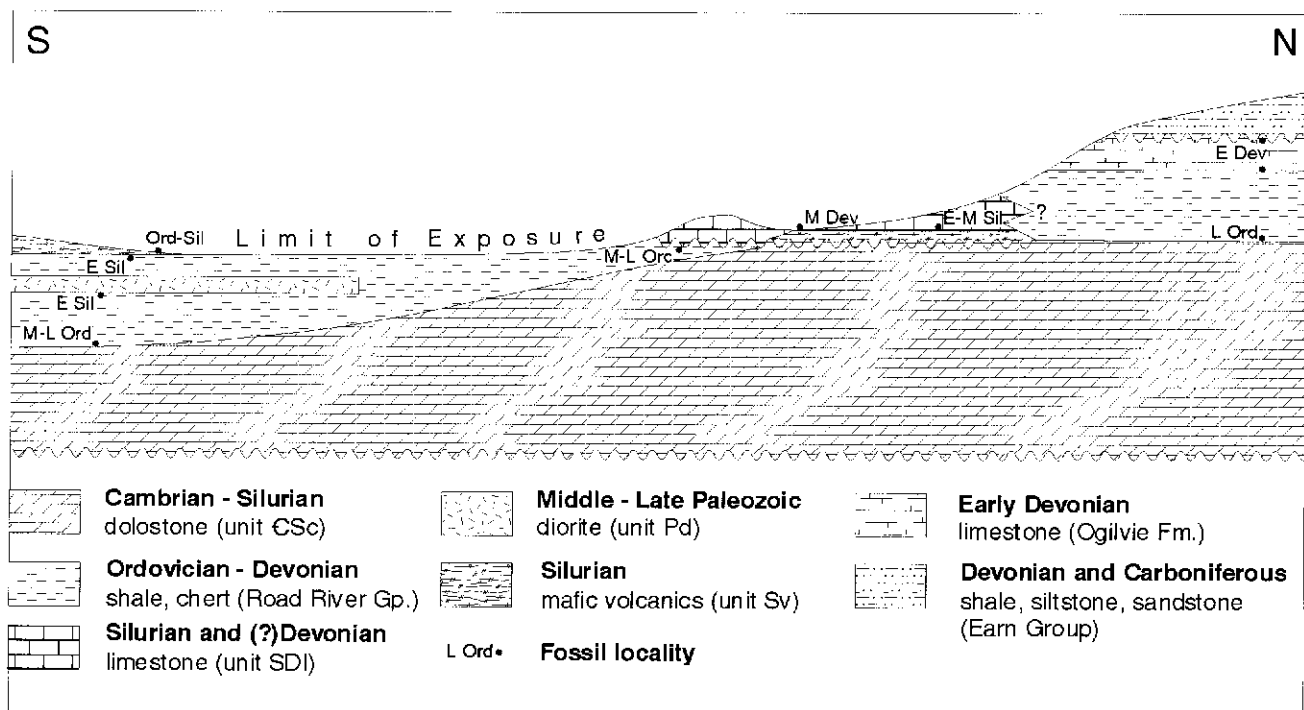 S
N
E Dev
M Dev
E-M Sil
?
Ord-Sil
Limit of Exposure
L Ord
M-L Orc
E Sil
E Sil
M-L Ord
Cambrian - Silurian
dolostone (unit ЄSc)
Ordovician - Devonian
shale, chert (Road River Gp.)
Silurian and (?)Devonian
limestone (unit SDl)
Middle - Late Paleozoic
diorite (unit Pd)
Silurian
mafic volcanics (unit Sv)
L Ord• Fossil locality
Early Devonian
limestone (Ogilvie Fm.)
Devonian and Carboniferous
shale, siltstone, sandstone
(Earn Group)